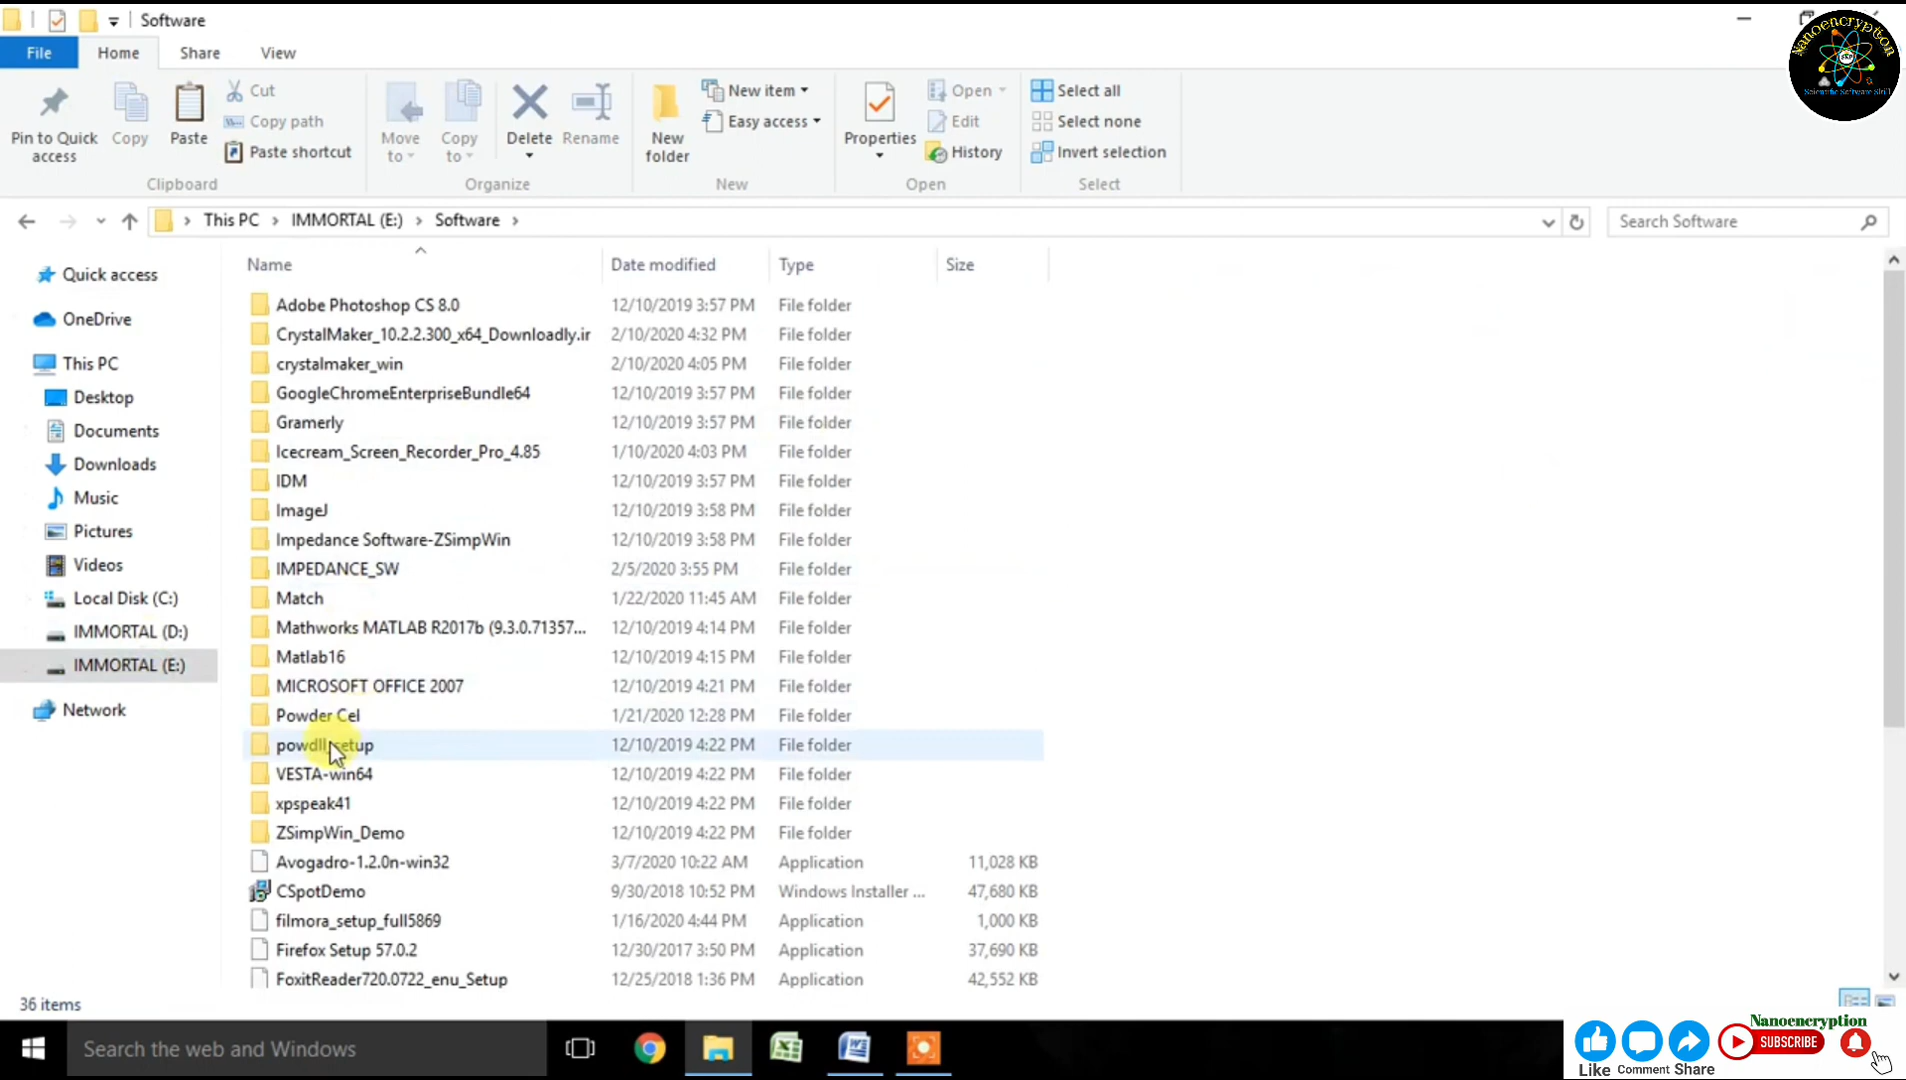 Software
File Home Share View
Pin to Quick access
Copy
Paste
Cut
Copy path
Paste shortcut
Clipboard
Move to
Copy to
Delete
Rename
Organize
New folder
New item
Easy access
New
Properties
Open
Edit
History
Open
Select all
Select none
Invert selection
Select
Nanoencryption
Scientific Software Skill
This PC > IMMORTAL (E:) > Software >
Search Software
Quick access
OneDrive
This PC
Desktop
Documents
Downloads
Music
Pictures
Videos
Local Disk (C:)
IMMORTAL (D:)
IMMORTAL (E:)
Network
Name Date modified Type Size
Adobe Photoshop CS 8.0 12/10/2019 3:57 PM File folder
CrystalMaker_10.2.2.300_x64_Downloadly.ir 2/10/2020 4:32 PM File folder
crystalmaker_win 2/10/2020 4:05 PM File folder
GoogleChromeEnterpriseBundle64 12/10/2019 3:57 PM File folder
Gramerly 12/10/2019 3:57 PM File folder
Icecream_Screen_Recorder_Pro_4.85 1/10/2020 4:03 PM File folder
IDM 12/10/2019 3:57 PM File folder
ImageJ 12/10/2019 3:58 PM File folder
Impedance Software-ZSimpWin 12/10/2019 3:58 PM File folder
IMPEDANCE_SW 2/5/2020 3:55 PM File folder
Match 1/22/2020 11:45 AM File folder
Mathworks MATLAB R2017b (9.3.0.71357... 12/10/2019 4:14 PM File folder
Matlab16 12/10/2019 4:15 PM File folder
MICROSOFT OFFICE 2007 12/10/2019 4:21 PM File folder
Powder Cel 1/21/2020 12:28 PM File folder
powdll_setup 12/10/2019 4:22 PM File folder
VESTA-win64 12/10/2019 4:22 PM File folder
xpspeak41 12/10/2019 4:22 PM File folder
ZSimpWin_Demo 12/10/2019 4:22 PM File folder
Avogadro-1.2.0n-win32 3/7/2020 10:22 AM Application 11,028 KB
CSpotDemo 9/30/2018 10:52 PM Windows Installer ... 47,680 KB
filmora_setup_full5869 1/16/2020 4:44 PM Application 1,000 KB
Firefox Setup 57.0.2 12/30/2017 3:50 PM Application 37,690 KB
FoxitReader720.0722_enu_Setup 12/25/2018 1:36 PM Application 42,552 KB
36 items
Search the web and Windows
Nanoencryption
SUBSCRIBE
Like Comment Share